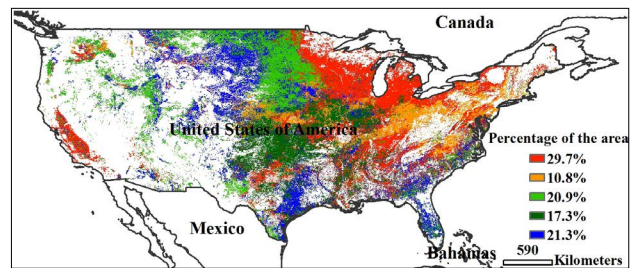 Canada
United States of America
Percentage of the area
29.7%
10.8%
20.9%
17.3%
21.3%
Mexico
Bahamas
590
Kilometers